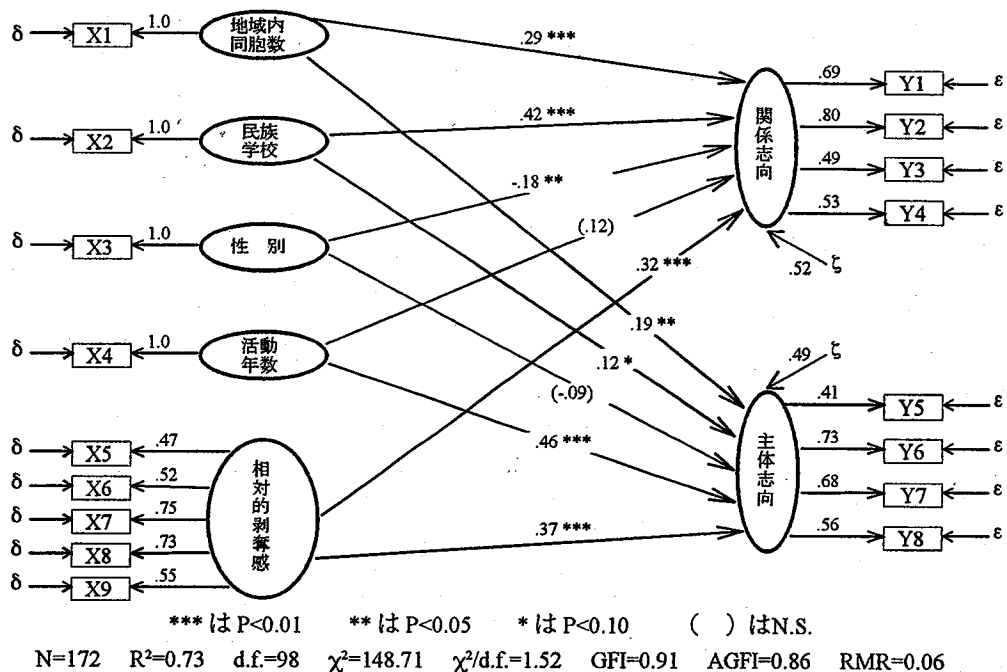 δ X1 1.0 地域内
同胞数
δ X2 1.0 民族
学校
δ X3 1.0 性 別
δ X4 1.0 活動
年数
δ X5 .47
δ X6 .52
δ X7 .75
δ X8 .73
δ X9 .55
相対的剥奪感
.29 ***
.42 ***
-.18 **
(.12)
.32 ***
.19 **
.12 *
(-.09)
.46 ***
.37 ***
関係志向
.69 Y1 ε
.80 Y2 ε
.49 Y3 ε
.53 Y4 ε
.52 ζ
.49 ζ
主体志向
.41 Y5 ε
.73 Y6 ε
.68 Y7 ε
.56 Y8 ε
*** は P<0.01 ** は P<0.05 * は P<0.10 ( ) はN.S.
N=172 R²=0.73 d.f.=98 χ²=148.71 χ²/d.f.=1.52 GFI=0.91 AGFI=0.86 RMR=0.06